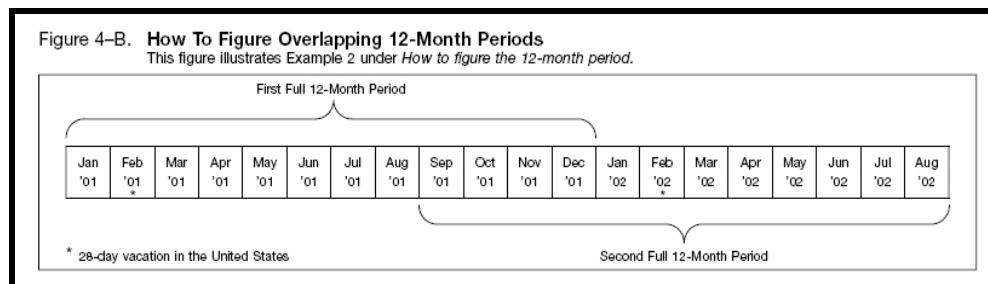 Figure 4–B. How To Figure Overlapping 12-Month Periods
This figure illustrates Example 2 under How to figure the 12-month period.
First Full 12-Month Period
Jan Feb Mar Apr May Jun Jul Aug Sep Oct Nov Dec Jan Feb Mar Apr May Jun Jul Aug
'01 '01 '01 '01 '01 '01 '01 '01 '01 '01 '01 '01 '02 '02 '02 '02 '02 '02 '02 '02
* *
* 28-day vacation in the United States
Second Full 12-Month Period